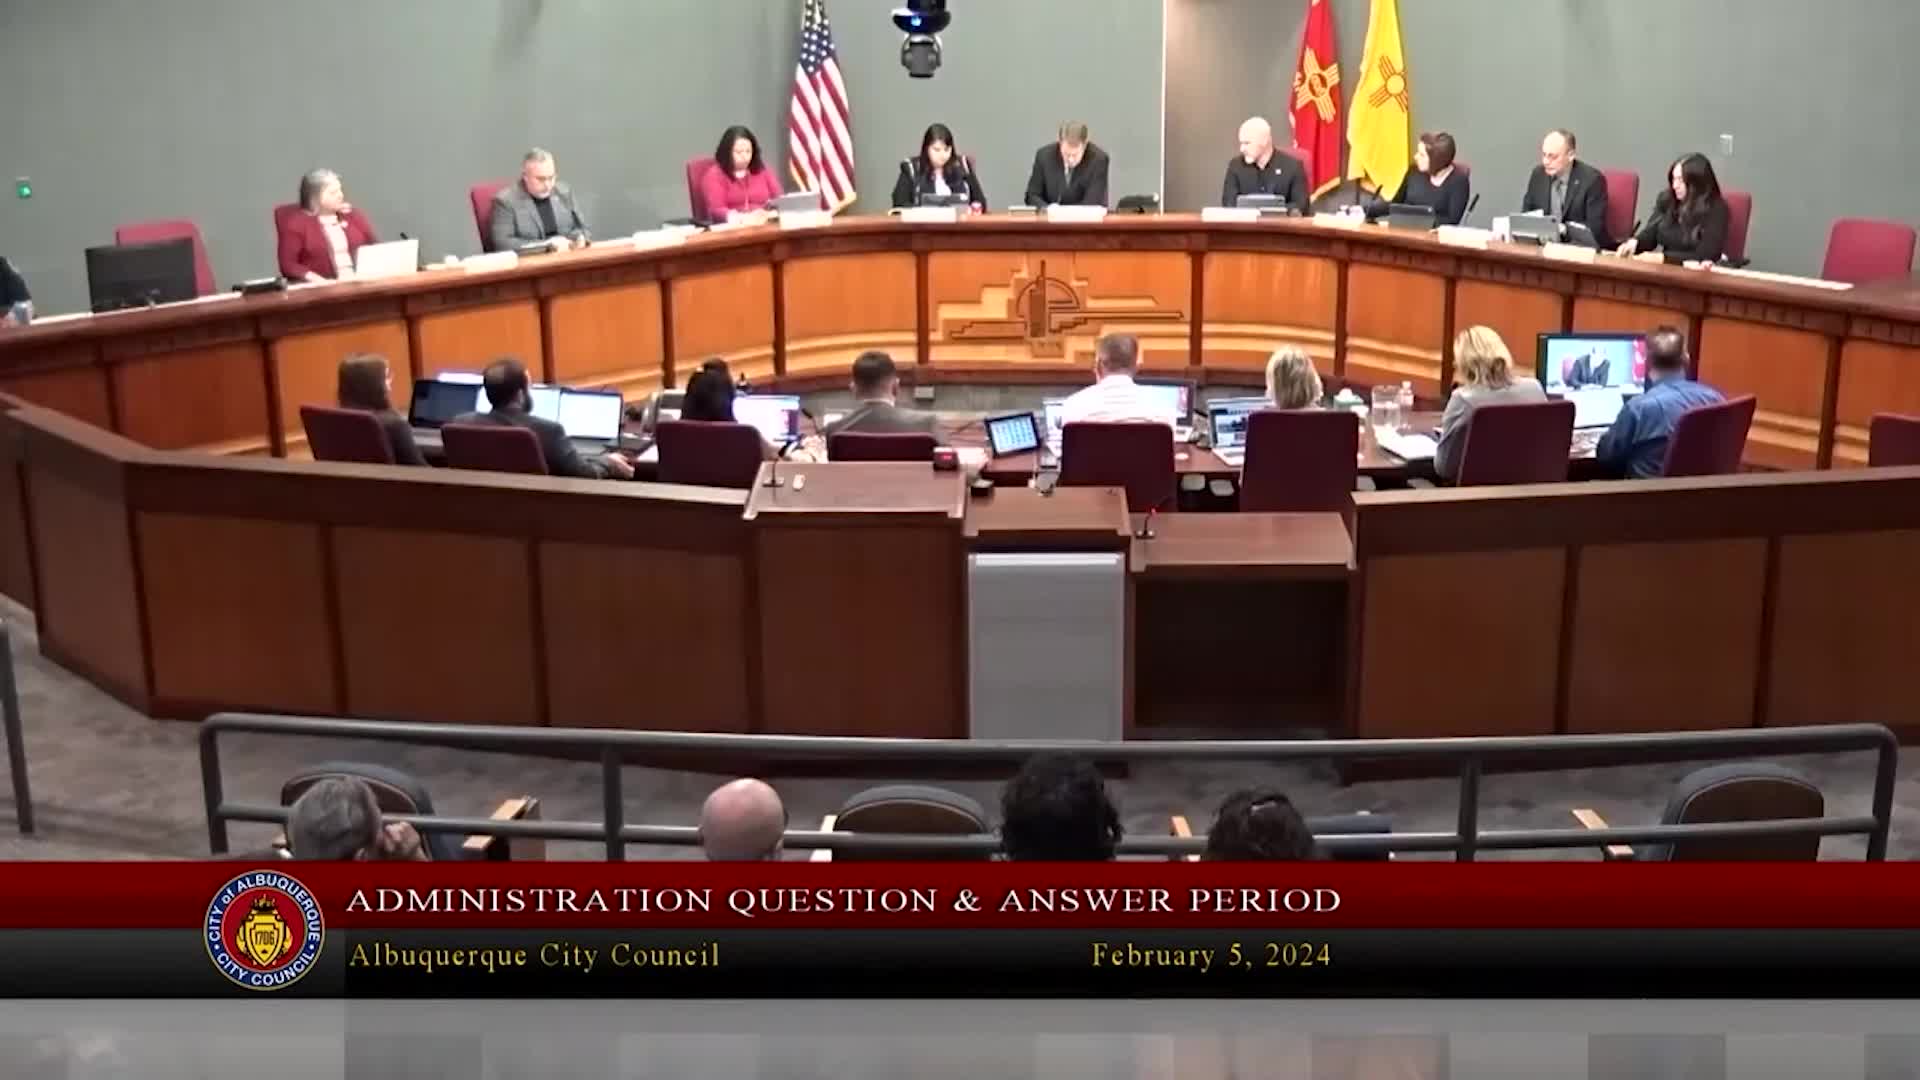 ADMINISTRATION QUESTION & ANSWER PERIOD
Albuquerque City Council
February 5, 2024
CITY of ALBUQUERQUE
1706
CITY COUNCIL